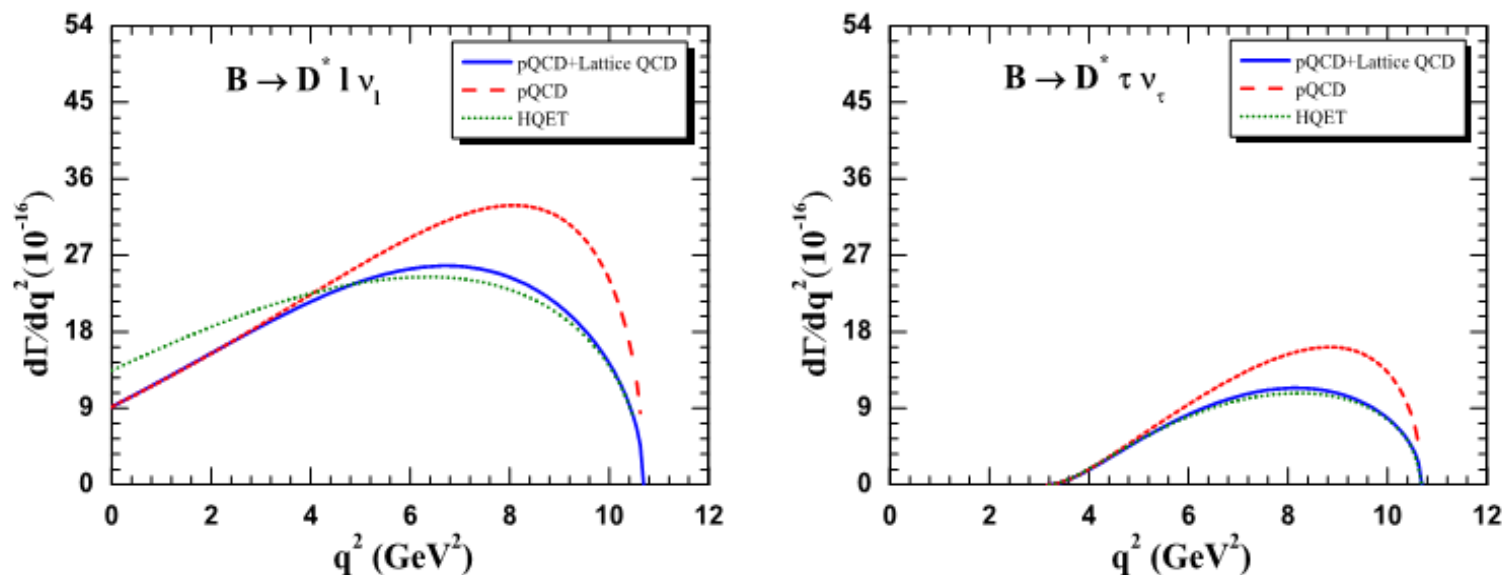 54
45
36
27
18
9
0
dΓ/dq² (10⁻¹⁶)
B → D* l νₗ
pQCD+Lattice QCD
pQCD
HQET
0 2 4 6 8 10 12
q² (GeV²)
54
45
36
27
18
9
0
dΓ/dq² (10⁻¹⁶)
B → D* τ ν_τ
pQCD+Lattice QCD
pQCD
HQET
0 2 4 6 8 10 12
q² (GeV²)